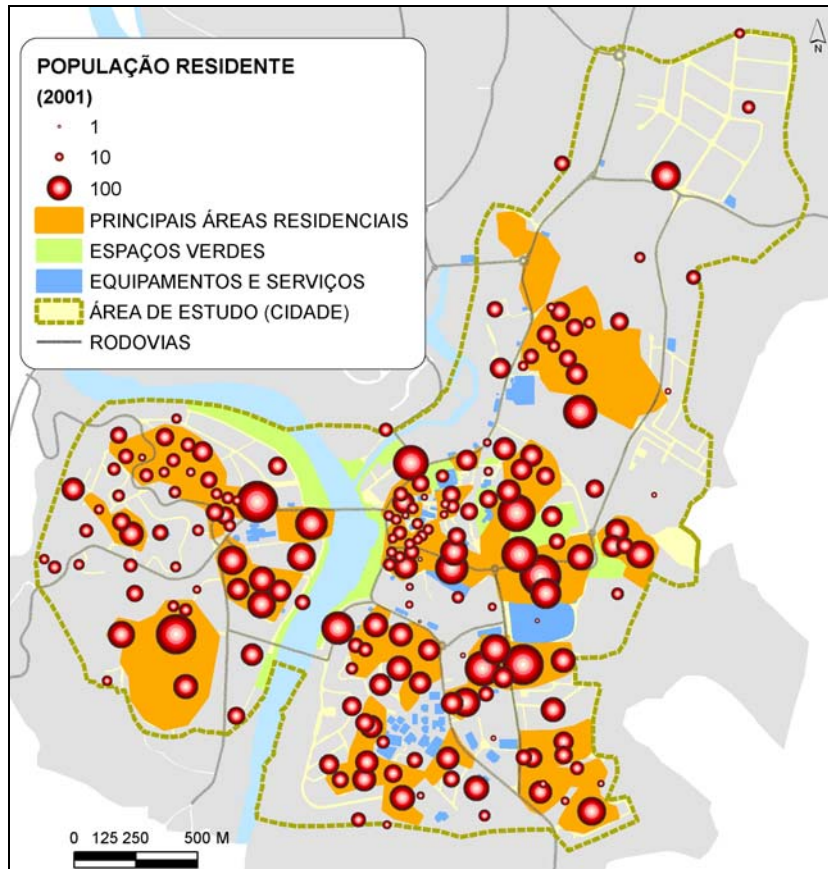 POPULAÇÃO RESIDENTE
(2001)
1
10
100
PRINCIPAIS ÁREAS RESIDENCIAIS
ESPAÇOS VERDES
EQUIPAMENTOS E SERVIÇOS
ÁREA DE ESTUDO (CIDADE)
RODOVIAS
N
0 125 250 500 M